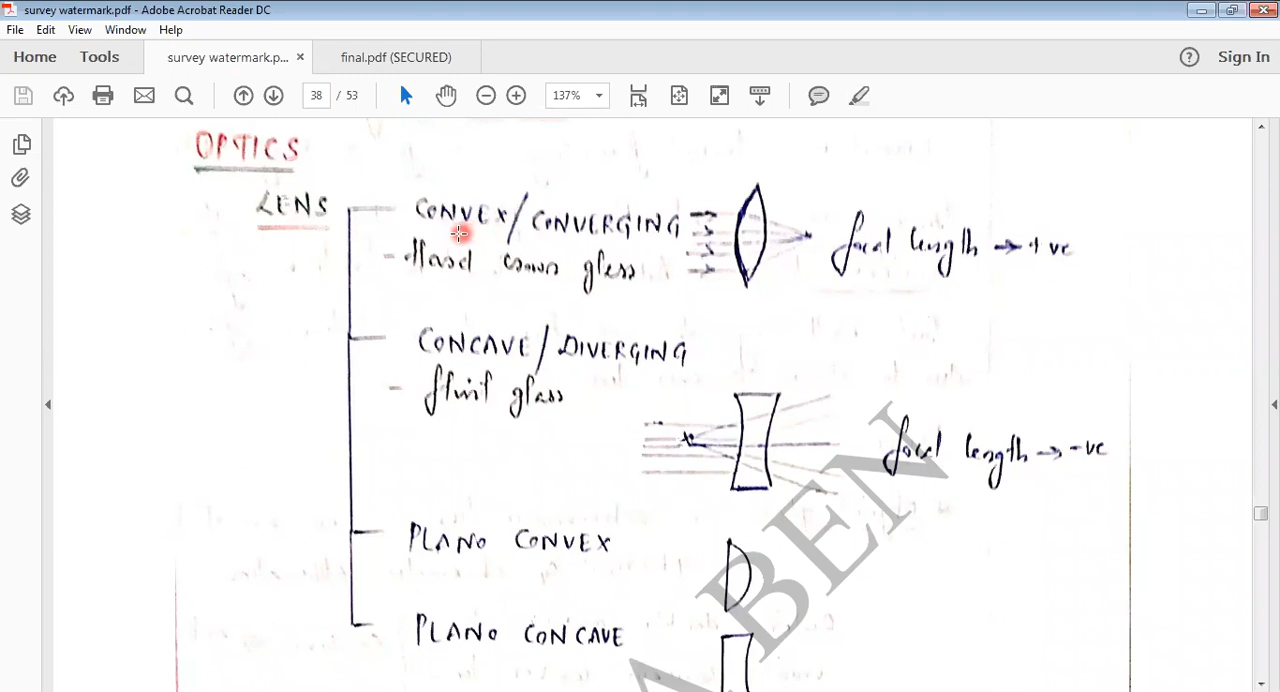 survey watermark.pdf - Adobe Acrobat Reader DC
File Edit View Window Help
Home Tools survey watermark.p... × final.pdf (SECURED) Sign In
38 / 53 137%
OPTICS
LENS
CONVEX/CONVERGING
- Hard crown glass
focal length → +ve
CONCAVE/DIVERGING
- flint glass
focal length → -ve
PLANO CONVEX
PLANO CONCAVE
BEN